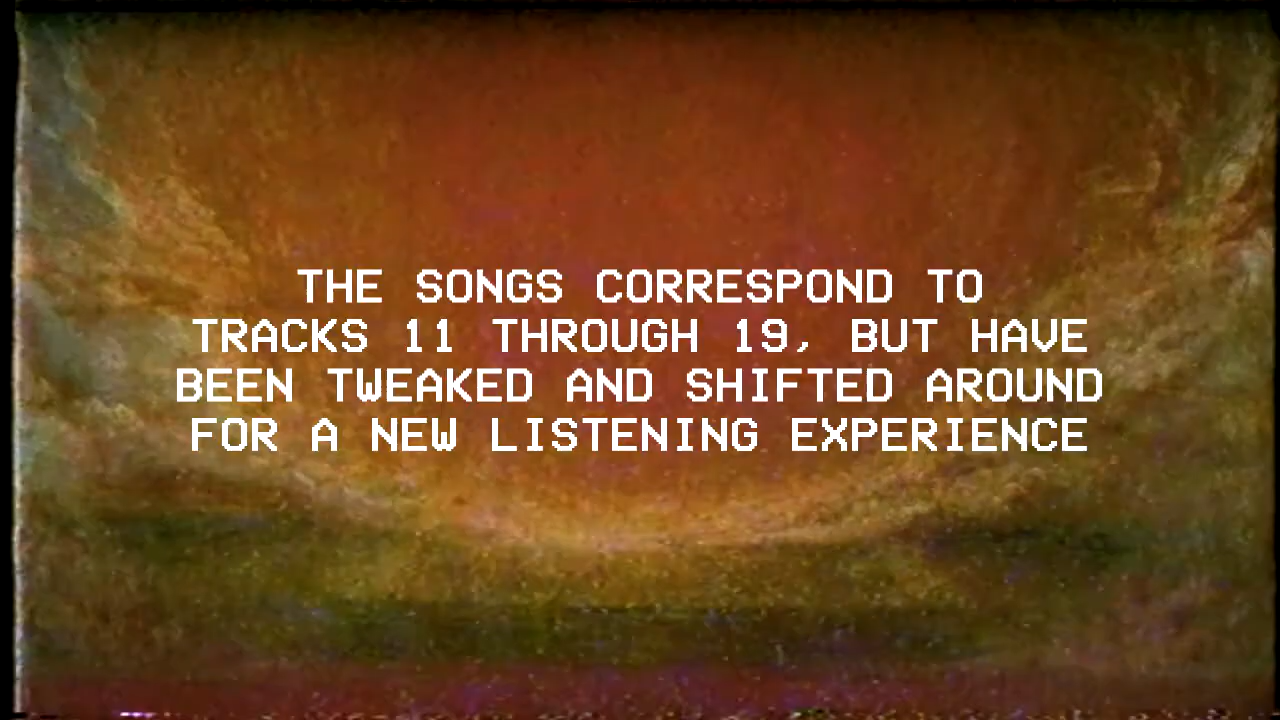 THE SONGS CORRESPOND TO
TRACKS 11 THROUGH 19, BUT HAVE
BEEN TWEAKED AND SHIFTED AROUND
FOR A NEW LISTENING EXPERIENCE